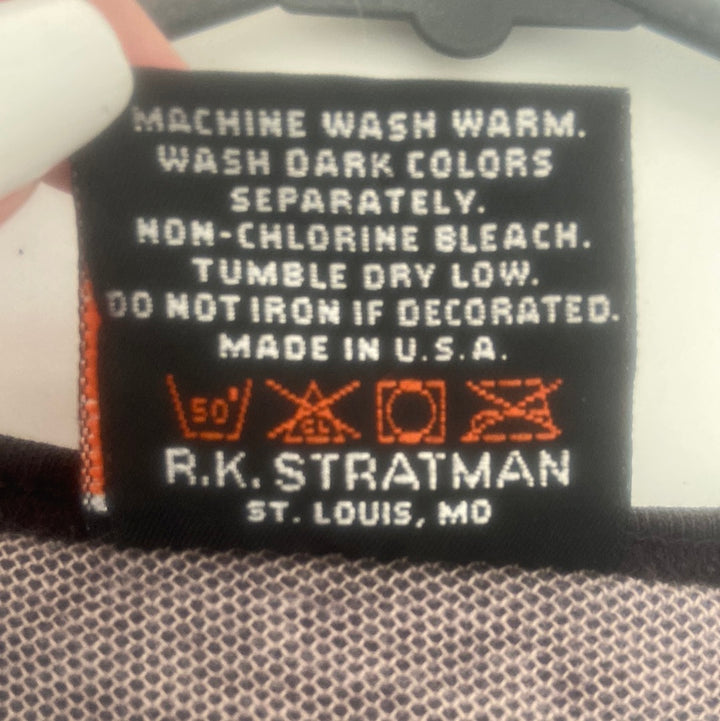 MACHINE WASH WARM.
WASH DARK COLORS
SEPARATELY.
NON-CHLORINE BLEACH.
TUMBLE DRY LOW.
DO NOT IRON IF DECORATED.
MADE IN U.S.A.
50° CL
R.K. STRATMAN
ST. LOUIS, MO